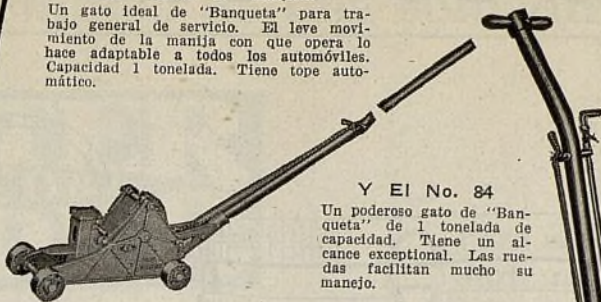 Un gato ideal de "Banqueta" para tra-
bajo general de servicio. El leve movi-
miento de la manija con que opera lo
hace adaptable a todos los automóviles.
Capacidad 1 tonelada. Tiene tope auto-
mático.
Y El No. 84
Un poderoso gato de "Ban-
queta" de 1 tonelada de
capacidad. Tiene un al-
cance exceptional. Las rue-
das facilitan mucho su
manejo.